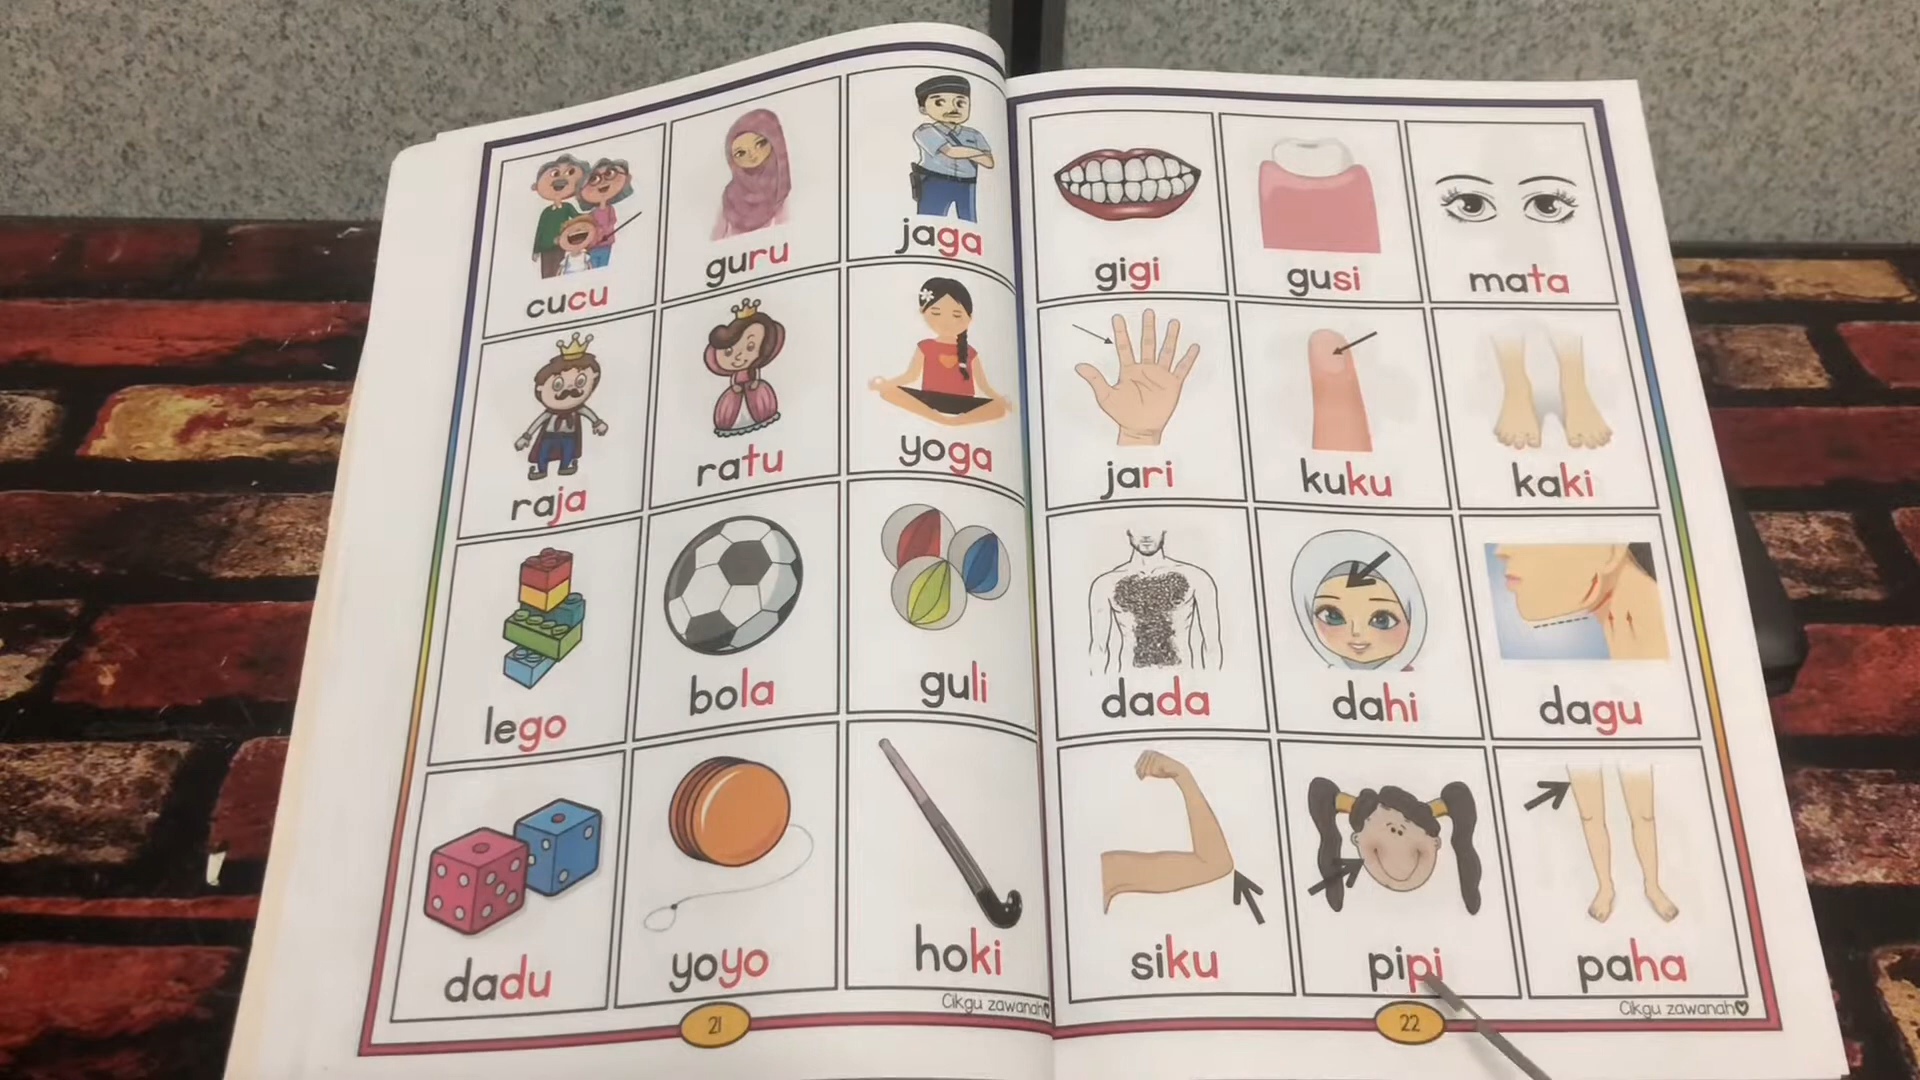 cucu
guru
jaga
raja
ratu
yoga
lego
bola
guli
dadu
yoyo
hoki
Cikgu zawanah
21
gigi
gusi
mata
jari
kuku
kaki
dada
dahi
dagu
siku
pipi
paha
Cikgu zawanah
22